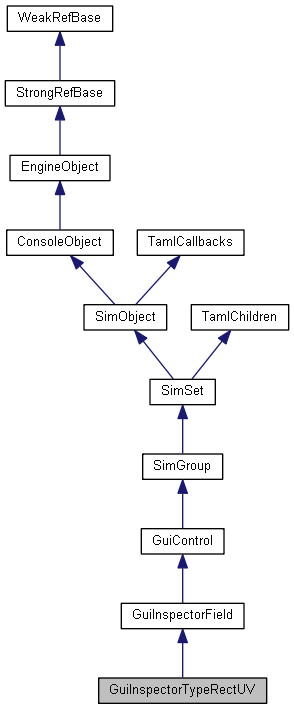 WeakRefBase
StrongRefBase
EngineObject
ConsoleObject
TamlCallbacks
SimObject
TamlChildren
SimSet
SimGroup
GuiControl
GuiInspectorField
GuiInspectorTypeRectUV